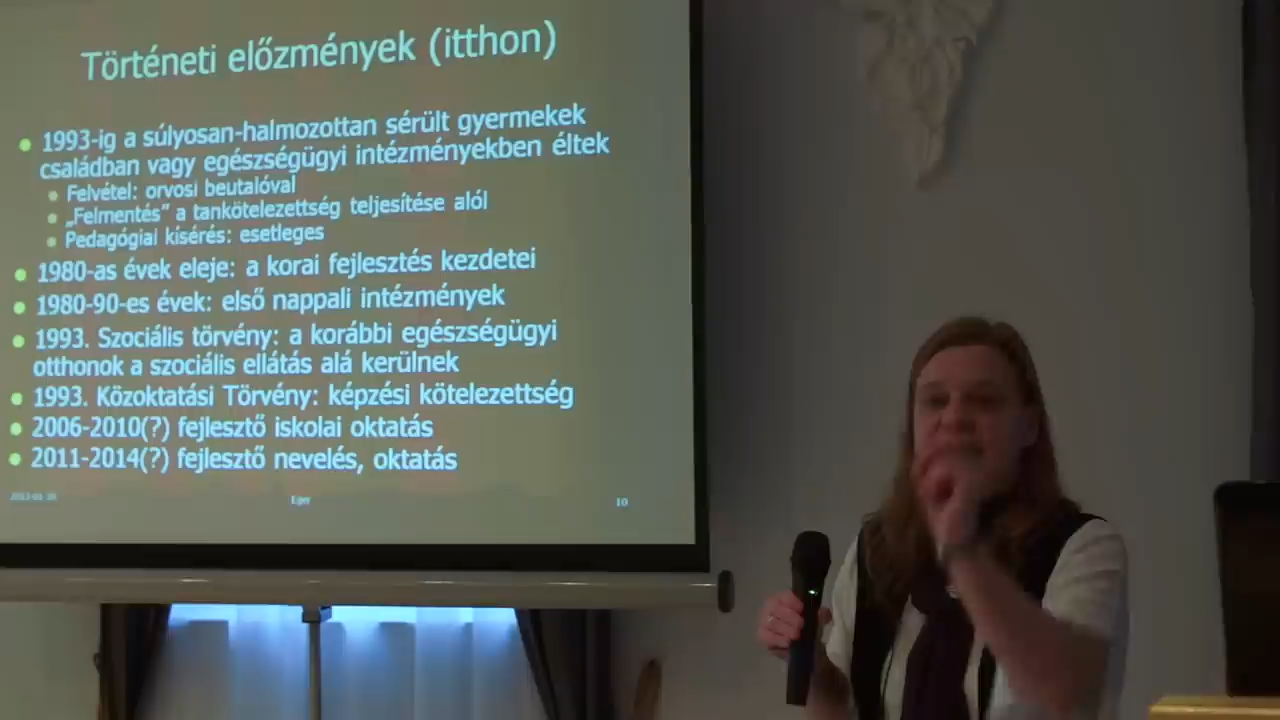 Történeti előzmények (itthon)
1993-ig a súlyosan-halmozottan sérült gyermekek
családban vagy egészségügyi intézményekben éltek
Felvétel: orvosi beutalóval
„Felmentés” a tankötelezettség teljesítése alól
Pedagógiai kísérés: esetleges
1980-as évek eleje: a korai fejlesztés kezdetei
1980-90-es évek: első nappali intézmények
1993. Szociális törvény: a korábbi egészségügyi
otthonok a szociális ellátás alá kerülnek
1993. Közoktatási Törvény: képzési kötelezettség
2006-2010(?) fejlesztő iskolai oktatás
2011-2014(?) fejlesztő nevelés, oktatás
Eger
10